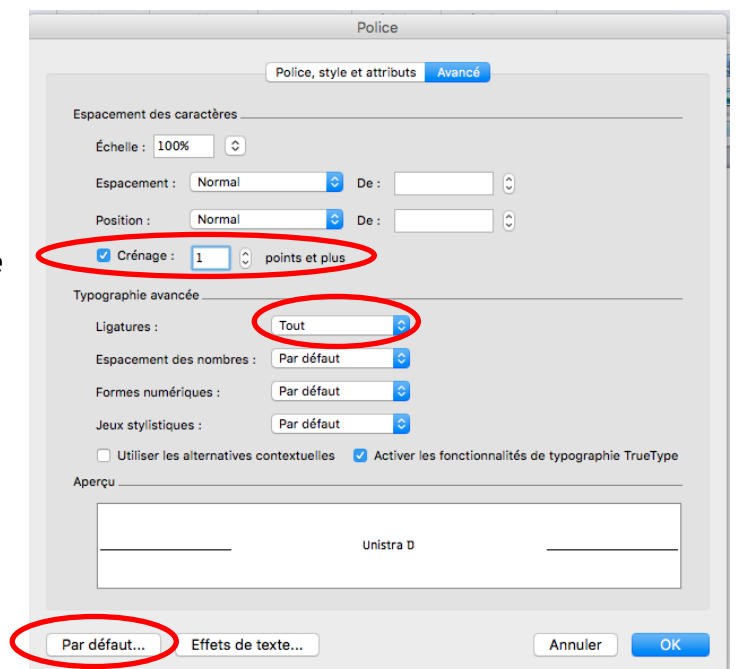 Police
Police, style et attributs Avancé
Espacement des caractères
Échelle : 100%
Espacement : Normal De :
Position : Normal De :
e
Crénage : 1 points et plus
Typographie avancée
Ligatures : Tout
Espacement des nombres : Par défaut
Formes numériques : Par défaut
Jeux stylistiques : Par défaut
Utiliser les alternatives contextuelles Activer les fonctionnalités de typographie TrueType
Aperçu
Unistra D
Par défaut... Effets de texte... Annuler OK